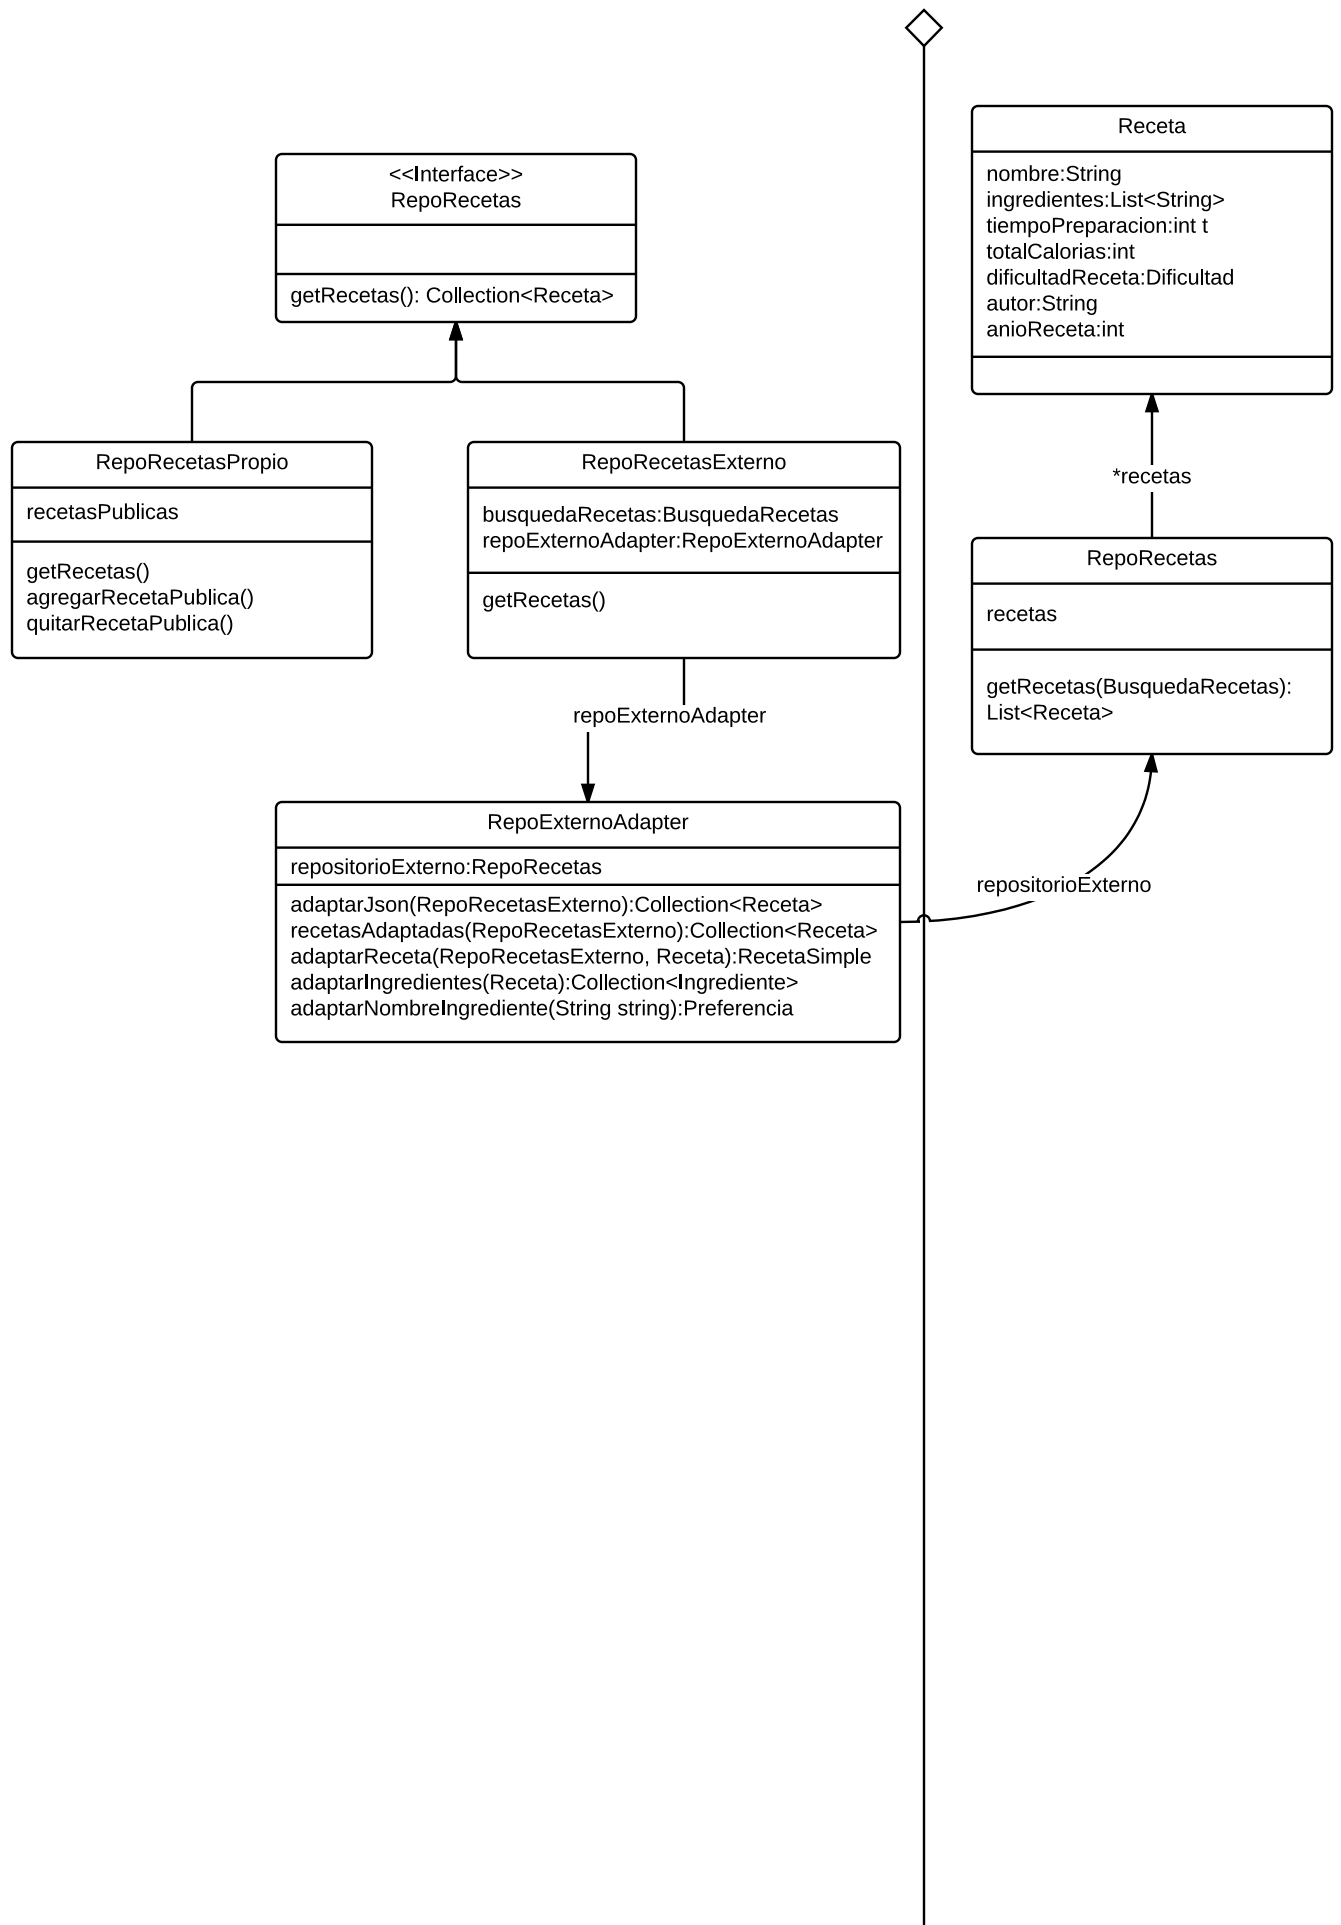 <<Interface>>
RepoRecetas
getRecetas(): Collection<Receta>
RepoRecetasPropio
recetasPublicas
getRecetas()
agregarRecetaPublica()
quitarRecetaPublica()
RepoRecetasExterno
busquedaRecetas:BusquedaRecetas
repoExternoAdapter:RepoExternoAdapter
getRecetas()
repoExternoAdapter
RepoExternoAdapter
repositorioExterno:RepoRecetas
adaptarJson(RepoRecetasExterno):Collection<Receta>
recetasAdaptadas(RepoRecetasExterno):Collection<Receta>
adaptarReceta(RepoRecetasExterno, Receta):RecetaSimple
adaptarIngredientes(Receta):Collection<Ingrediente>
adaptarNombreIngrediente(String string):Preferencia
Receta
nombre:String
ingredientes:List<String>
tiempoPreparacion:int t
totalCalorias:int
dificultadReceta:Dificultad
autor:String
anioReceta:int
*recetas
RepoRecetas
recetas
getRecetas(BusquedaRecetas):
List<Receta>
repositorioExterno